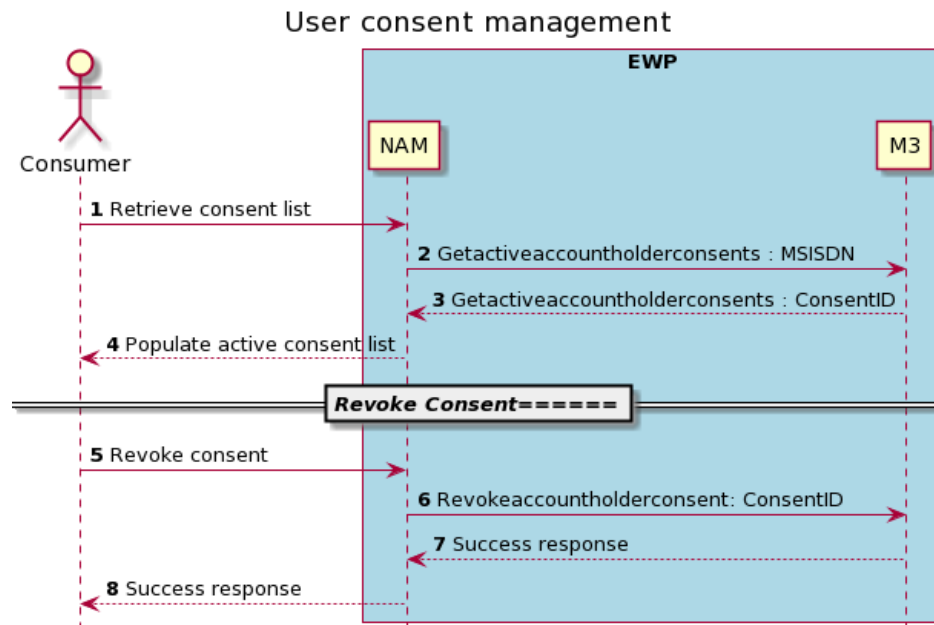 User consent management
EWP
Consumer
NAM
M3
1 Retrieve consent list
2 Getactiveaccountholderconsents : MSISDN
3 Getactiveaccountholderconsents : ConsentID
4 Populate active consent list
Revoke Consent======
5 Revoke consent
6 Revokeaccountholderconsent: ConsentID
7 Success response
8 Success response